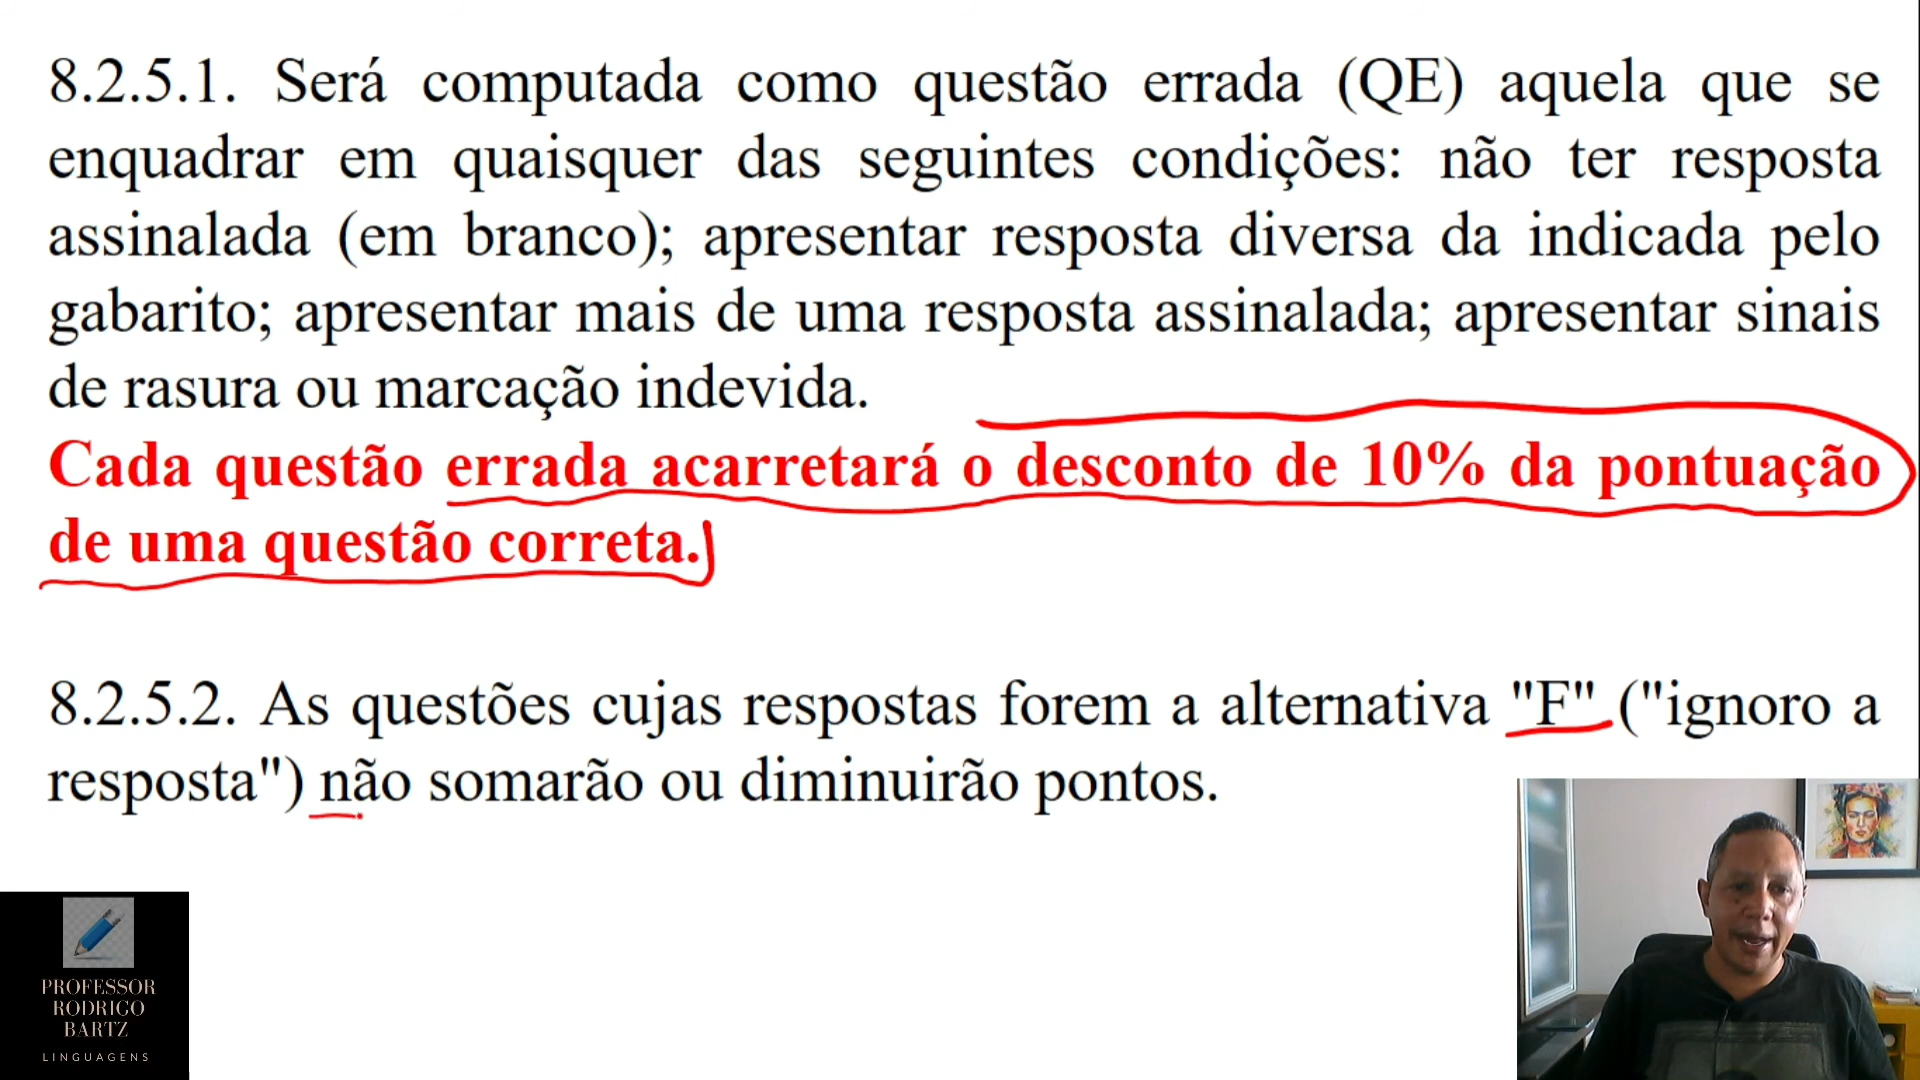 8.2.5.1. Será computada como questão errada (QE) aquela que se
enquadrar em quaisquer das seguintes condições: não ter resposta
assinalada (em branco); apresentar resposta diversa da indicada pelo
gabarito; apresentar mais de uma resposta assinalada; apresentar sinais
de rasura ou marcação indevida.
Cada questão errada acarretará o desconto de 10% da pontuação
de uma questão correta.
8.2.5.2. As questões cujas respostas forem a alternativa "F" ("ignoro a
resposta") não somarão ou diminuirão pontos.
PROFESSOR
RODRIGO
BARTZ
LINGUAGENS